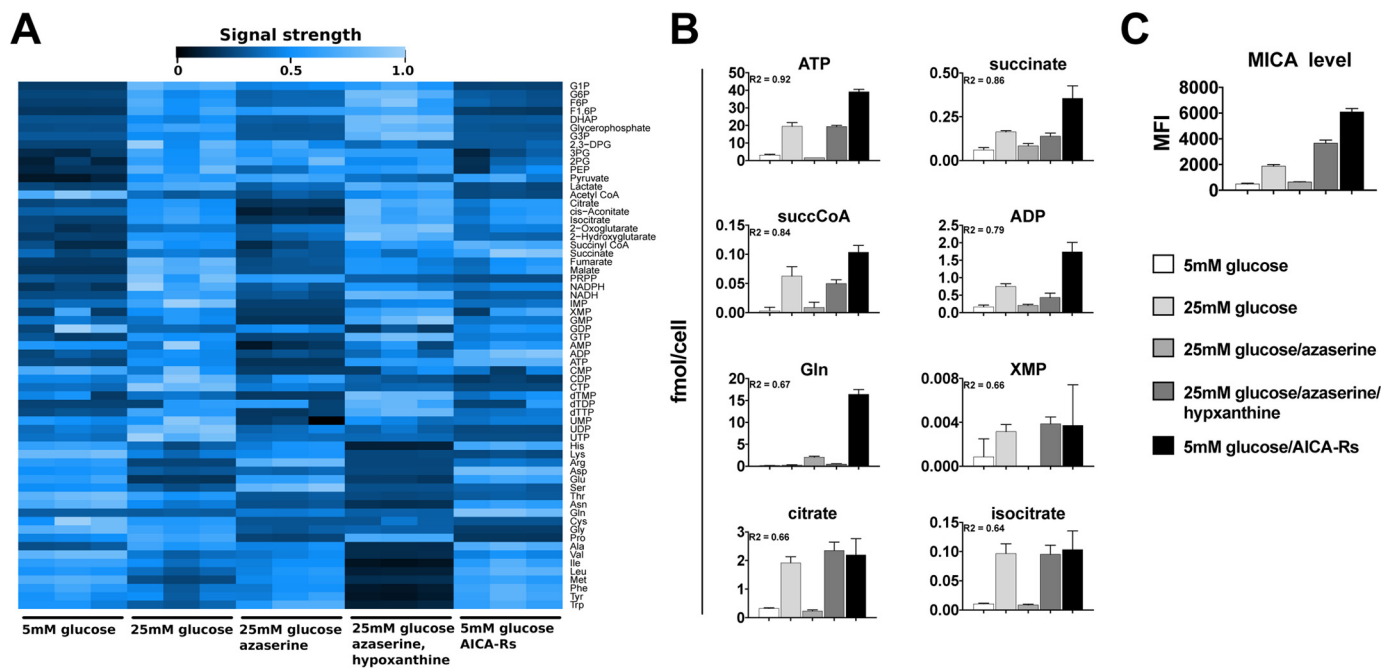 A
Signal strength
0 0.5 1.0
G1P
G6P
F6P
F1,6P
DHAP
Glycerophosphate
G3P
2,3-DPG
3PG
2PG
PEP
Pyruvate
Lactate
Acetyl CoA
Citrate
cis-Aconitate
Isocitrate
2-Oxoglutarate
2-Hydroxyglutarate
Succinyl CoA
Succinate
Fumarate
Malate
PRPP
NADPH
NADH
IMP
XMP
GMP
GDP
GTP
AMP
ADP
ATP
CMP
CDP
CTP
dTMP
dTDP
dTTP
UMP
UDP
UTP
His
Lys
Arg
Asp
Glu
Ser
Thr
Asn
Gln
Cys
Gly
Pro
Ala
Val
Ile
Leu
Met
Phe
Tyr
Trp
5mM glucose
25mM glucose
25mM glucose
azaserine
25mM glucose
azaserine,
hypoxanthine
5mM glucose
AICA-Rs
B
fmol/cell
ATP
R2 = 0.92
50
40
30
20
10
0
succinate
R2 = 0.86
0.50
0.25
0.00
succCoA
R2 = 0.84
0.15
0.10
0.05
0.00
ADP
R2 = 0.79
2.5
2.0
1.5
1.0
0.5
0.0
Gln
R2 = 0.67
20
15
10
5
0
XMP
R2 = 0.66
0.008
0.006
0.004
0.002
0.000
citrate
R2 = 0.66
3
2
1
0
isocitrate
R2 = 0.64
0.15
0.10
0.05
0.00
C
MICA level
MFI
8000
6000
4000
2000
0
5mM glucose
25mM glucose
25mM glucose/azaserine
25mM glucose/azaserine/
hypxanthine
5mM glucose/AICA-Rs